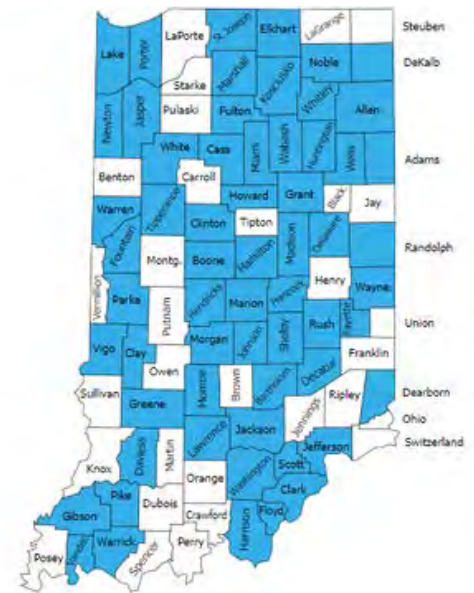 LaPorte
St. Joseph
Elkhart
LaGrange
Steuben
Lake
Porter
Noble
DeKalb
Starke
Marshall
Kosciusko
Whitley
Newton
Jasper
Pulaski
Fulton
Allen
White
Cass
Miami
Wabash
Huntington
Wells
Adams
Benton
Carroll
Howard
Grant
Black
Jay
Warren
Tippecanoe
Clinton
Tipton
Madison
Delaware
Randolph
Fountain
Montg.
Boone
Hamilton
Henry
Wayne
Vermillion
Parke
Putnam
Hendricks
Marion
Hancock
Rush
Fayette
Union
Vigo
Clay
Owen
Morgan
Johnson
Shelby
Franklin
Sullivan
Greene
Monroe
Brown
Decatur
Ripley
Dearborn
Jennings
Ohio
Switzerland
Knox
Daviess
Martin
Lawrence
Jackson
Jefferson
Scott
Washington
Orange
Clark
Gibson
Pike
Dubois
Crawford
Harrison
Floyd
Posey
Warrick
Spencer
Perry